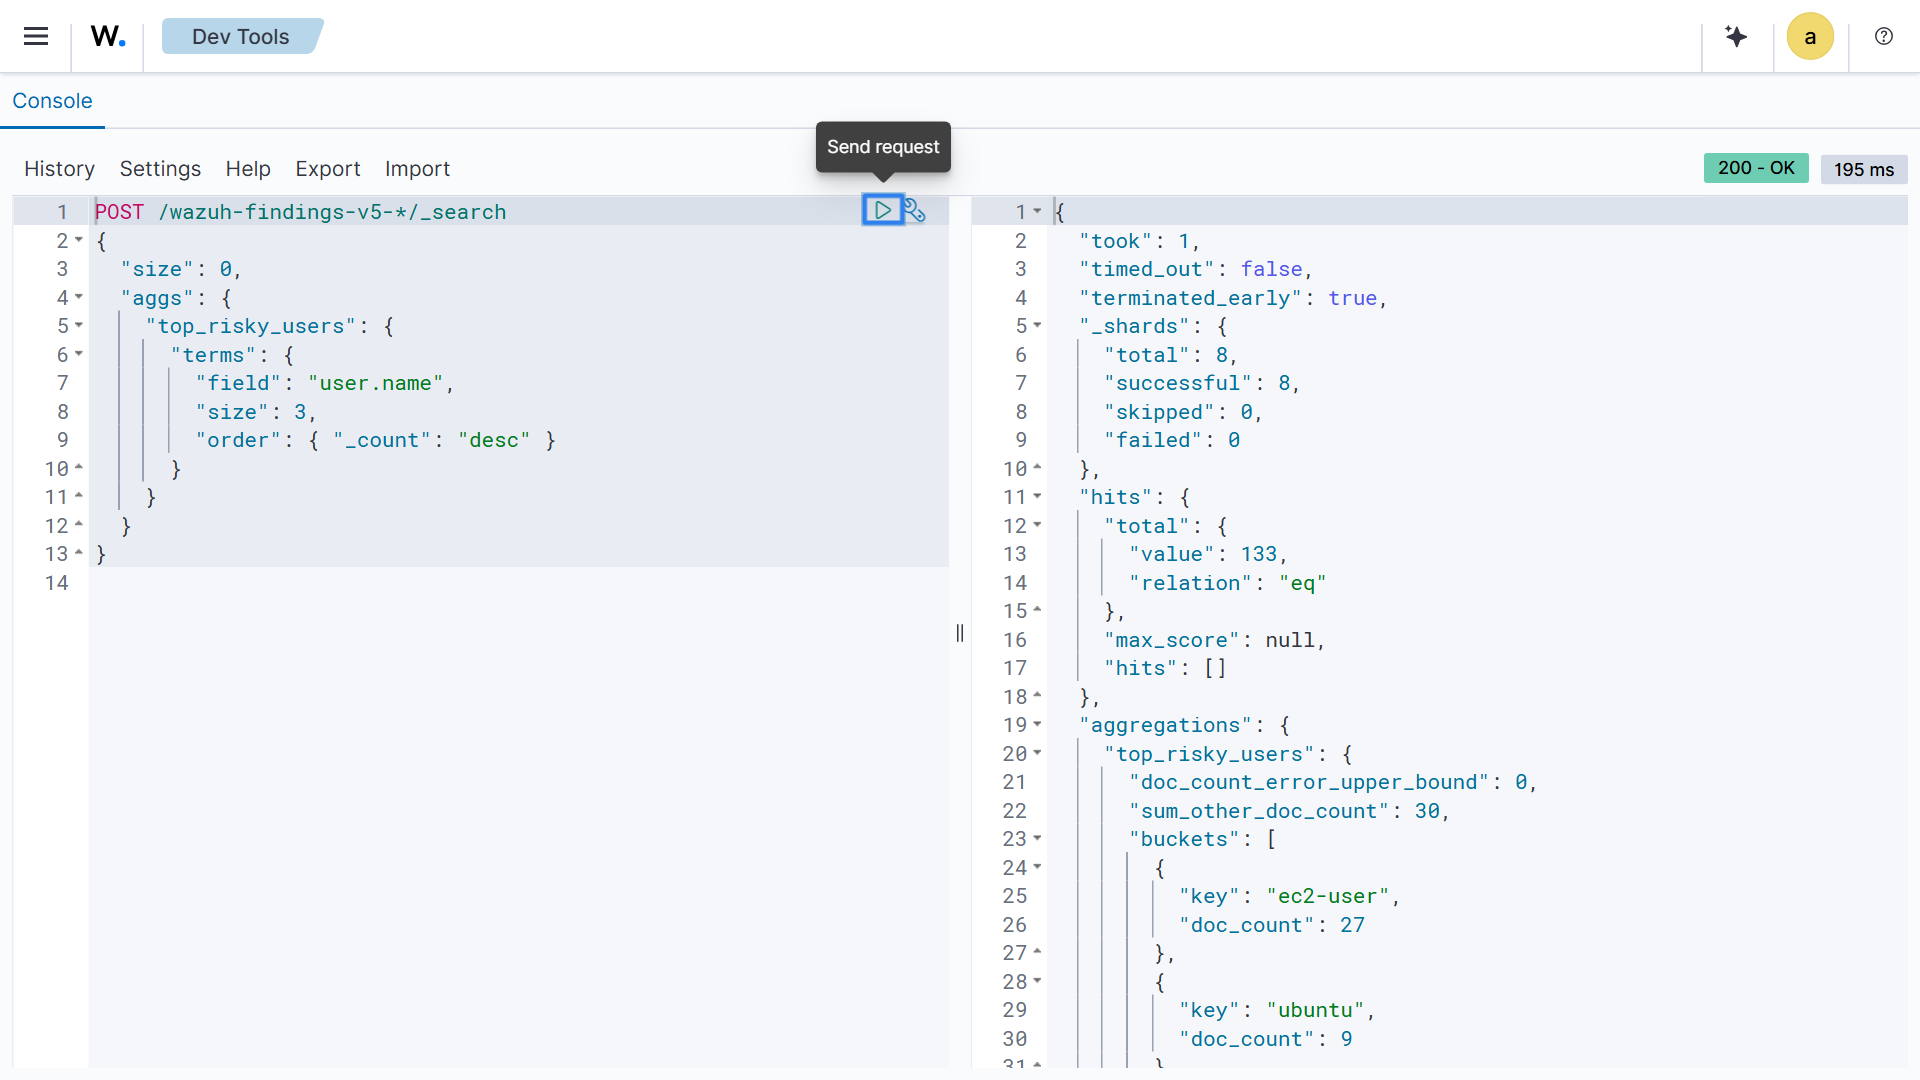 W.
Dev Tools
a
Console
Send request
History Settings Help Export Import
200 - OK
195 ms
1 POST /wazuh-findings-v5-*/_search
2 {
3 "size": 0,
4 "aggs": {
5 "top_risky_users": {
6 "terms": {
7 "field": "user.name",
8 "size": 3,
9 "order": { "_count": "desc" }
10 }
11 }
12 }
13 }
14
1 {
2 "took": 1,
3 "timed_out": false,
4 "terminated_early": true,
5 "_shards": {
6 "total": 8,
7 "successful": 8,
8 "skipped": 0,
9 "failed": 0
10 },
11 "hits": {
12 "total": {
13 "value": 133,
14 "relation": "eq"
15 },
16 "max_score": null,
17 "hits": []
18 },
19 "aggregations": {
20 "top_risky_users": {
21 "doc_count_error_upper_bound": 0,
22 "sum_other_doc_count": 30,
23 "buckets": [
24 {
25 "key": "ec2-user",
26 "doc_count": 27
27 },
28 {
29 "key": "ubuntu",
30 "doc_count": 9
31 }